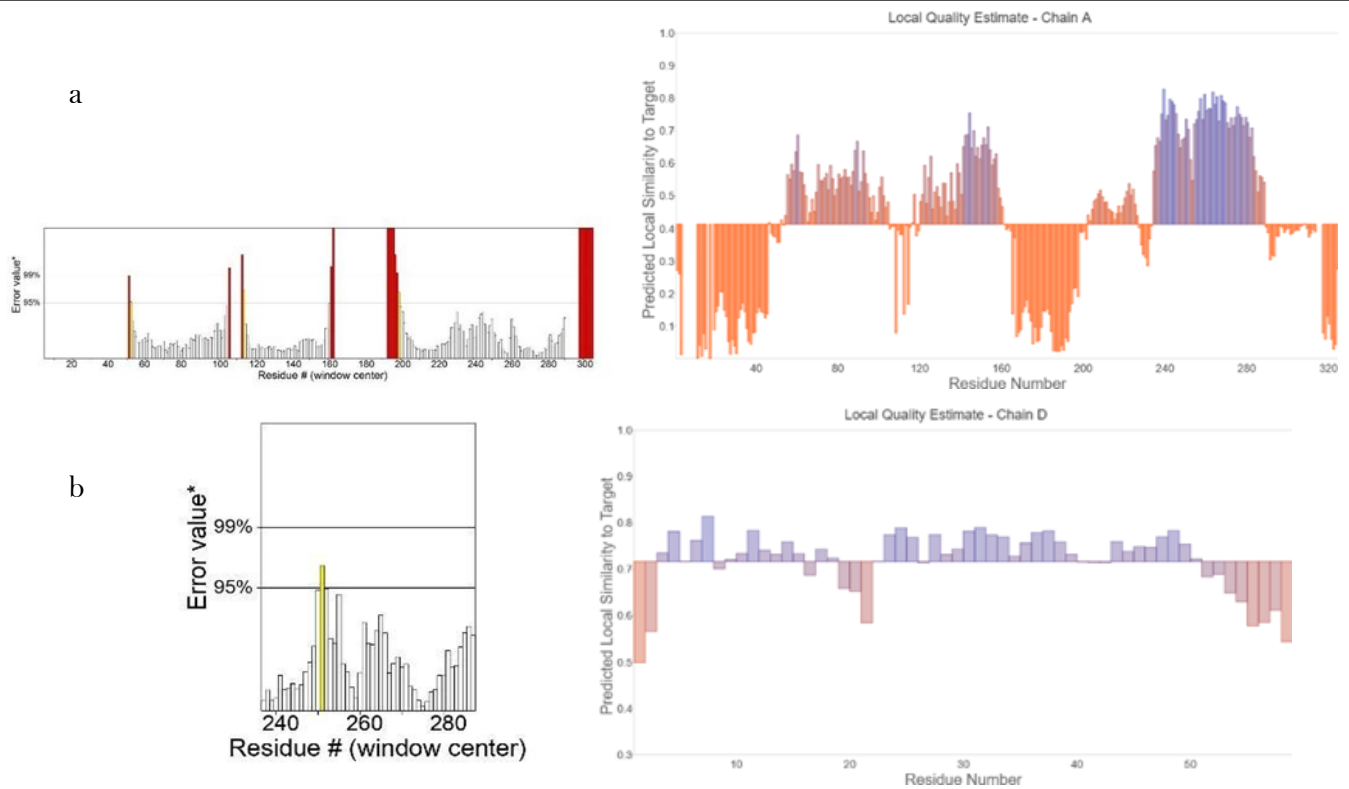 a
Error value*
99%
95%
20 40 60 80 100 120 140 160 180 200 220 240 260 280 300
Residue # (window center)
Local Quality Estimate - Chain A
Predicted Local Similarity to Target
1.0
0.9
0.8
0.7
0.6
0.5
0.4
0.3
0.2
0.1
40 80 120 160 200 240 280 320
Residue Number
b
Error value*
99%
95%
240 260 280
Residue # (window center)
Local Quality Estimate - Chain D
Predicted Local Similarity to Target
1.0
0.9
0.8
0.7
0.6
0.5
0.4
0.3
10 20 30 40 50
Residue Number